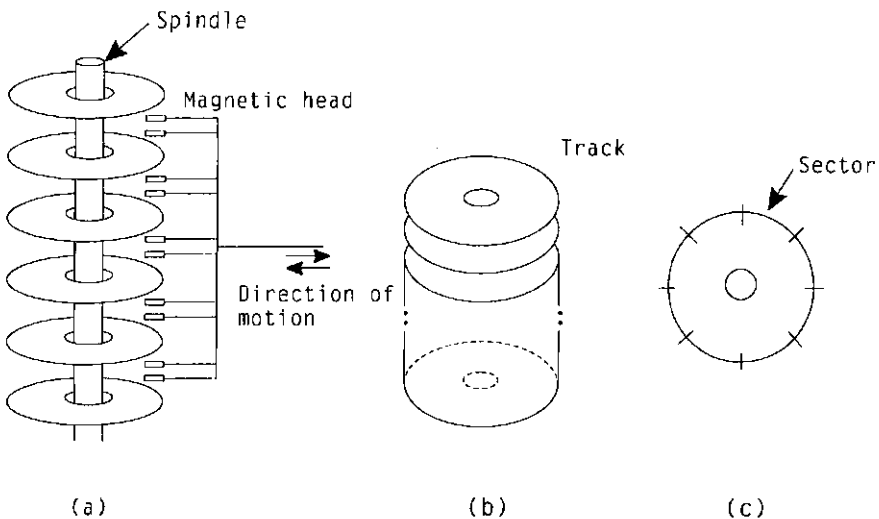 Spindle
Magnetic head
Track
Sector
Direction of
motion
(a)
(b)
(c)